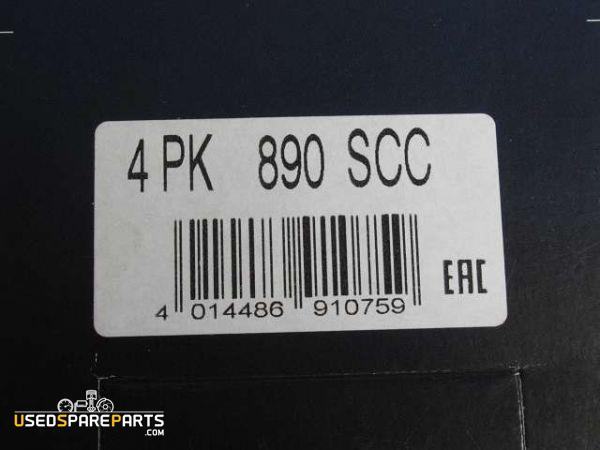 4 PK 890 SCC
4 014486 910759
EAC
USEDSPAREPARTS
.COM